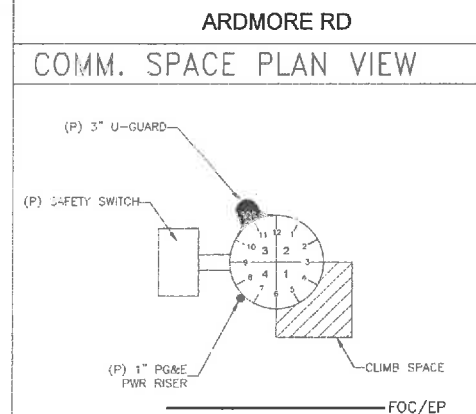 ARDMORE RD
COMM. SPACE PLAN VIEW
(P) 3" U-GUARD
(P) SAFETY SWITCH
11 12 1
10 3 2 2
9 3
8 4 1 4
7 6 5
(P) 1" PG&E
PWR RISER
CLIMB SPACE
FOC/EP